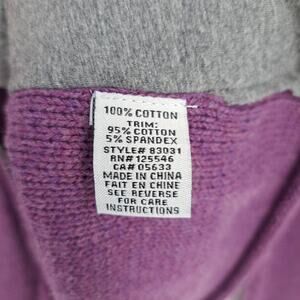 100% COTTON
TRIM:
95% COTTON
5% SPANDEX
STYLE# 83031
RN# 125546
CA# 05633
MADE IN CHINA
FAIT EN CHINE
SEE REVERSE
FOR CARE
INSTRUCTIONS